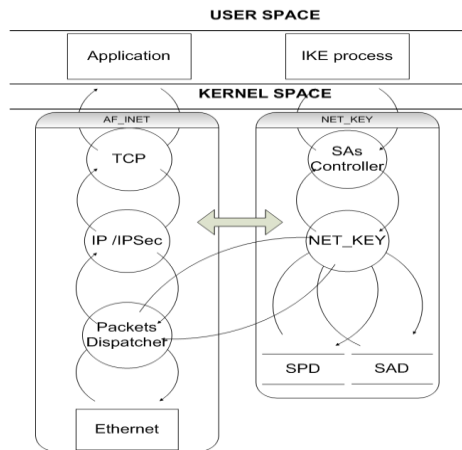 USER SPACE
Application
IKE process
KERNEL SPACE
AF_INET
NET_KEY
TCP
SAs
Controller
IP /IPSec
NET_KEY
Packets
Dispatcher
SPD
SAD
Ethernet